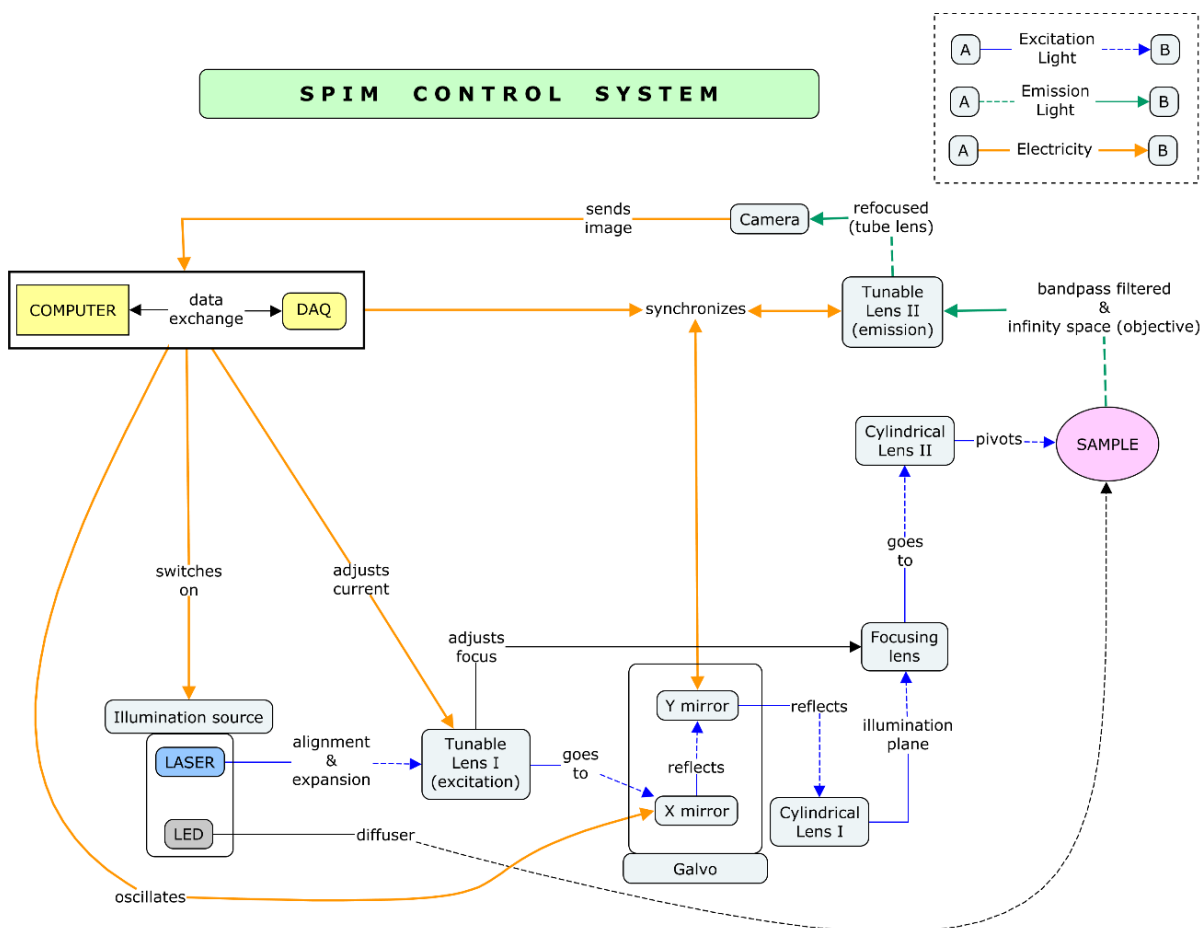 SPIM CONTROL SYSTEM
A
Excitation
Light
B
A
Emission
Light
B
A
Electricity
B
sends
image
Camera
refocused
(tube lens)
COMPUTER
data
exchange
DAQ
synchronizes
Tunable
Lens II
(emission)
bandpass filtered
&
infinity space (objective)
Cylindrical
Lens II
pivots
SAMPLE
goes
to
switches
on
adjusts
current
adjusts
focus
Focusing
lens
Illumination source
LASER
alignment
&
expansion
Tunable
Lens I
(excitation)
goes
to
Y mirror
reflects
reflects
X mirror
illumination
plane
Cylindrical
Lens I
LED
diffuser
Galvo
oscillates